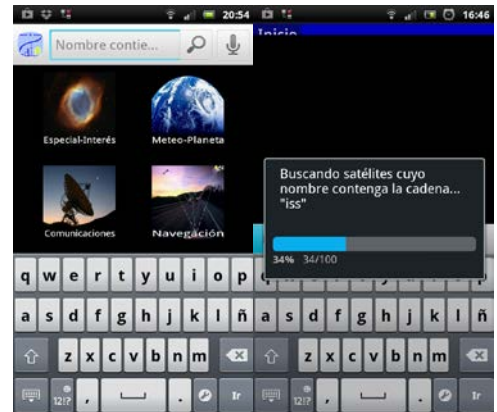 20:54
Nombre contie...
Especial-Interés
Meteo-Planeta
Comunicaciones
Navegación
q w e r t y u i o p
a s d f g h j k l ñ
z x c v b n m
12!? , . Ir
16:46
Inicio
Buscando satélites cuyo
nombre contenga la cadena...
"iss"
34% 34/100
a s d f g h j k l ñ
z x c v b n m
12!? , . Ir